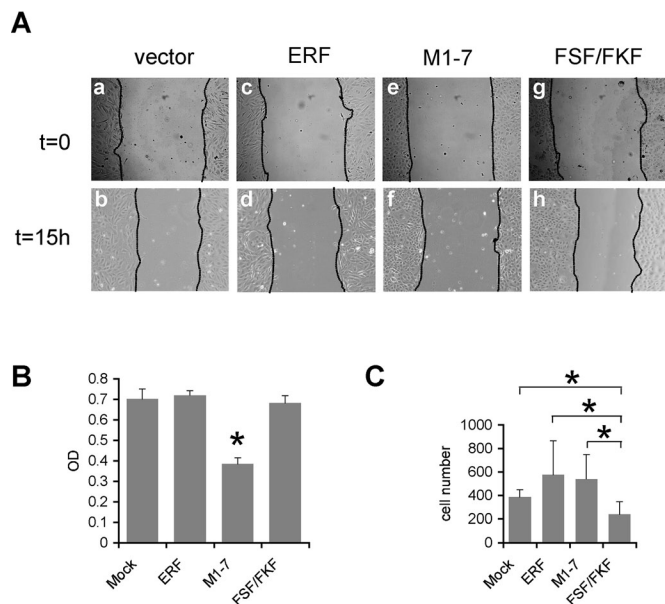 A
vector ERF M1-7 FSF/FKF
t=0
a c e g
t=15h
b d f h
B
C
0.8
0.7
0.6
0.5
0.4
0.3
0.2
0.1
0
OD
*
Mock ERF M1-7 FSF/FKF
*
*
*
1000
800
600
400
200
0
cell number
Mock ERF M1-7 FSF/FKF